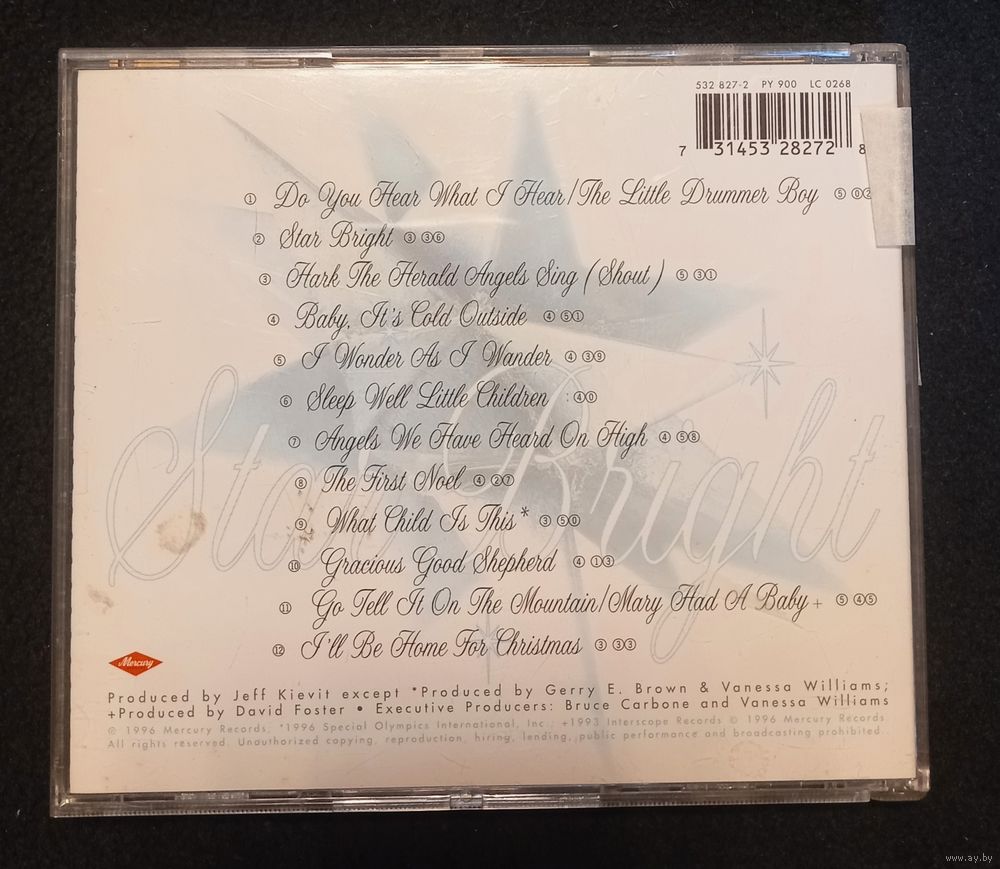 532 827-2 PY 900 LC 0268
7 31453 28272 8
1 Do You Hear What I Hear/The Little Drummer Boy 5 02
2 Star Bright 3 36
3 Hark The Herald Angels Sing (Shout) 5 31
4 Baby, It's Cold Outside 4 51
5 I Wonder As I Wander 4 39
6 Sleep Well Little Children :40
7 Angels We Have Heard On High 4 58
8 The First Noel 4 27
Star Bright
9 What Child Is This* 3 50
10 Gracious Good Shepherd 4 13
11 Go Tell It On The Mountain/Mary Had A Baby+ 5 45
12 I'll Be Home For Christmas 3 33
Mercury
Produced by Jeff Kievit except *Produced by Gerry E. Brown & Vanessa Williams;
+Produced by David Foster • Executive Producers: Bruce Carbone and Vanessa Williams
℗ 1996 Mercury Records; *1996 Special Olympics International, Inc.; +1993 Interscope Records © 1996 Mercury Records
All rights reserved. Unauthorized copying, reproduction, hiring, lending, public performance and broadcasting prohibited.
www.ay.by